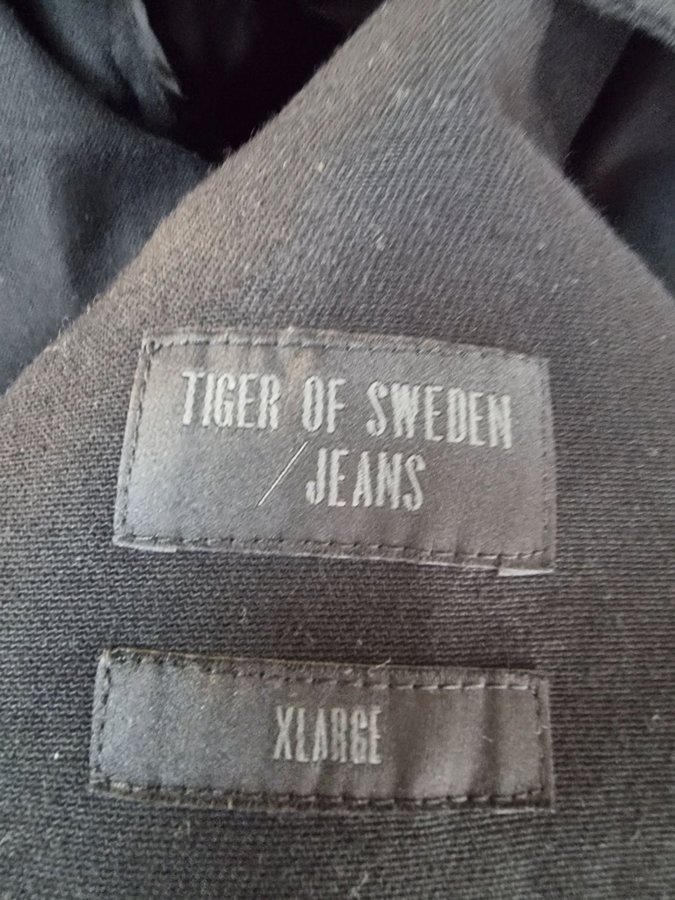 TIGER OF SWEDEN
/JEANS
XLARGE